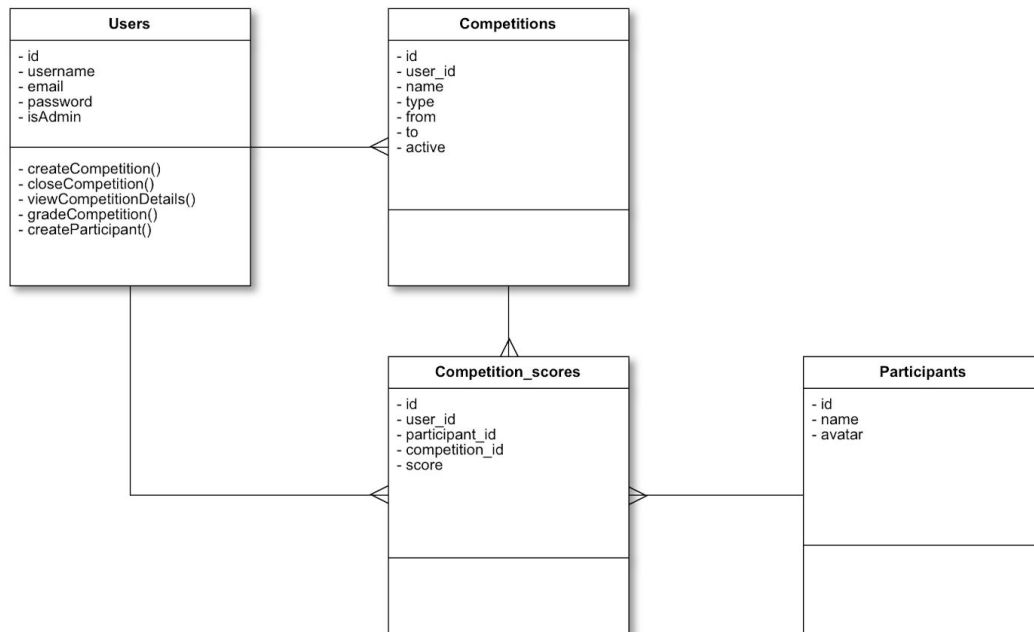 Users
- id
- username
- email
- password
- isAdmin
- createCompetition()
- closeCompetition()
- viewCompetitionDetails()
- gradeCompetition()
- createParticipant()
Competitions
- id
- user_id
- name
- type
- from
- to
- active
Competition_scores
- id
- user_id
- participant_id
- competition_id
- score
Participants
- id
- name
- avatar